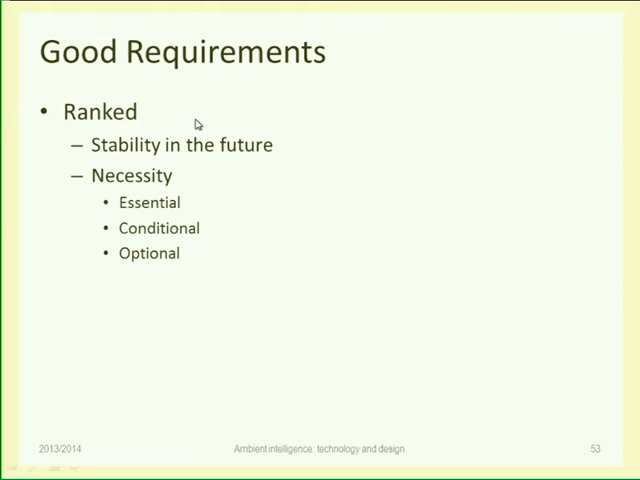 Good Requirements
• Ranked
– Stability in the future
– Necessity
• Essential
• Conditional
• Optional
2013/2014
Ambient intelligence: technology and design
53